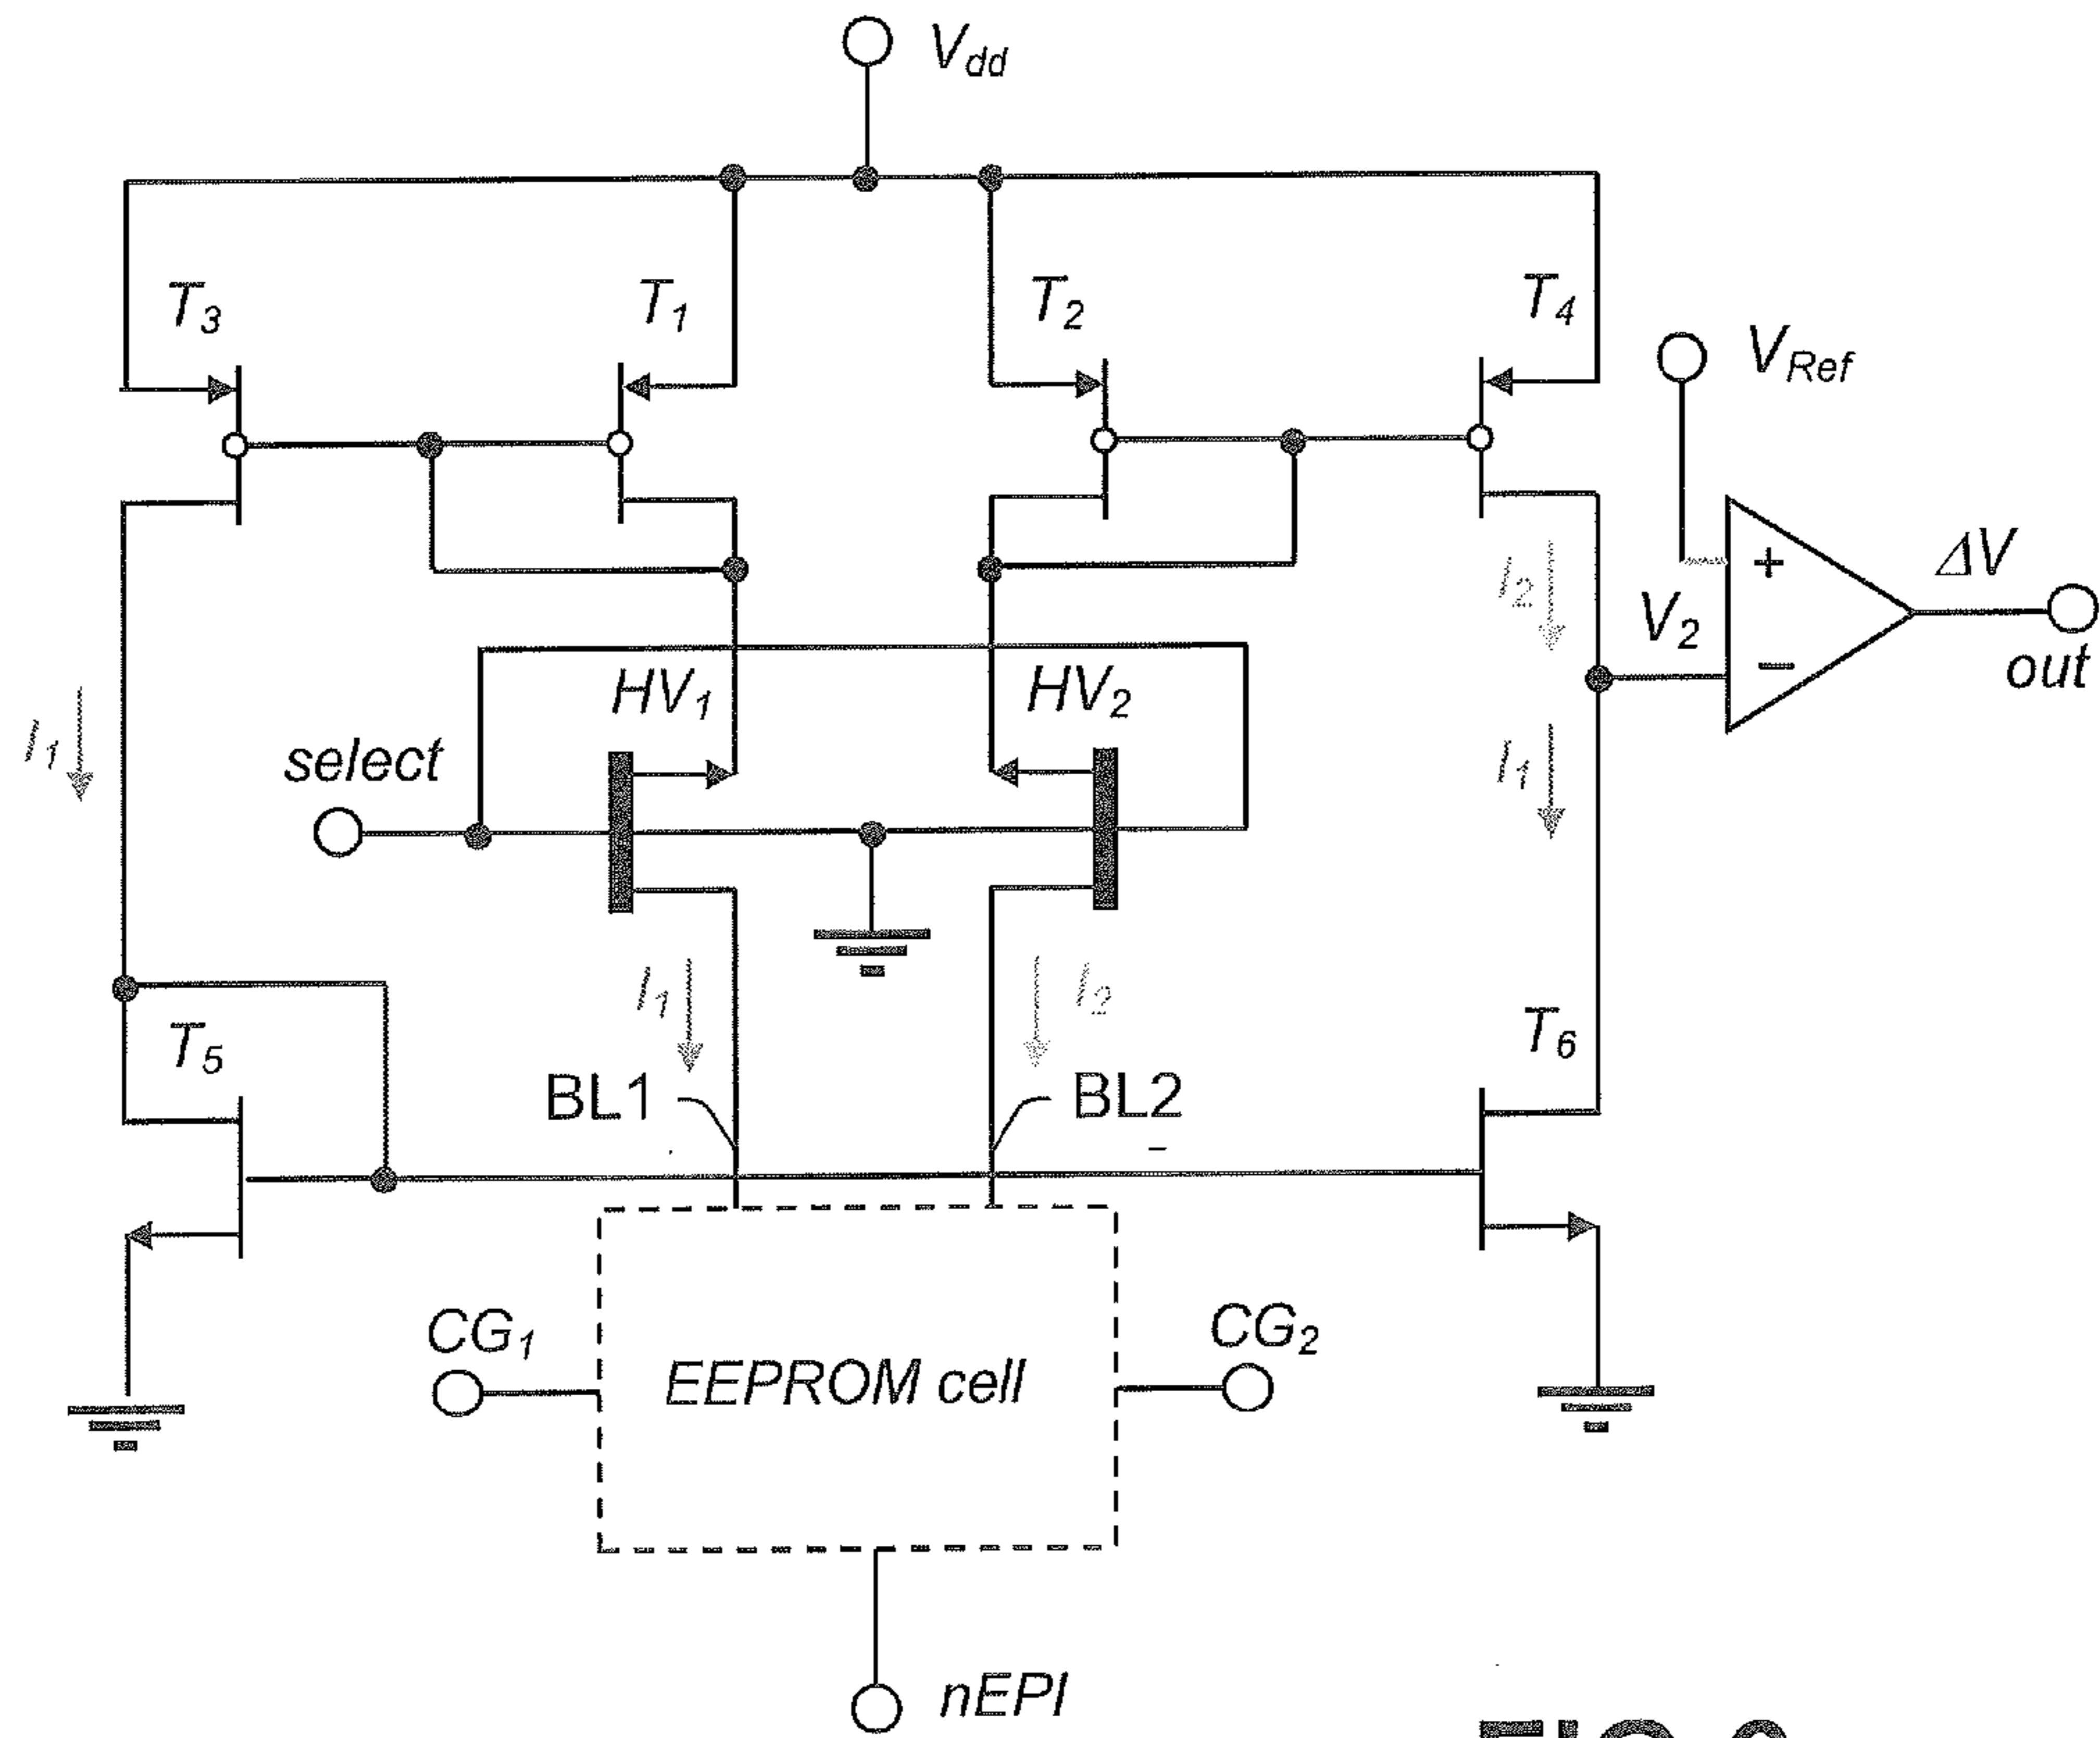 Vdd
T3
T1
T2
T4
VRef
+
ΔV
I2
V2
−
out
HV1
HV2
I1
select
I1
I1
I2
T5
T6
BL1
BL2
CG1
CG2
EEPROM cell
nEPI